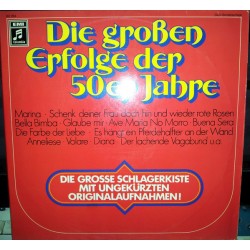 EMI
Die großen
Erfolge der
50er Jahre
Marina · Schenk deiner Frau doch hin und wieder rote Rosen
Bella Bimba · Glaube mir · Ave Maria No Morro · Buena Sera
Die Farbe der Liebe · Es hängt ein Pferdehalfter an der Wand
Anneliese · Volare · Diana · Der lachende Vagabund u.a.
DIE GROSSE SCHLAGERKISTE
MIT UNGEKÜRZTEN
ORIGINALAUFNAHMEN!